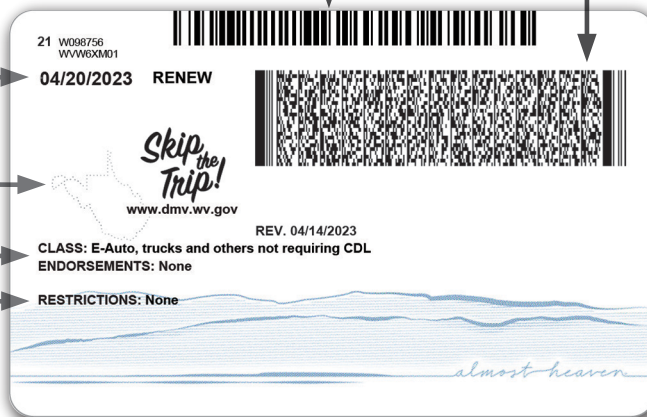 21 W098756
WVW6XM01
04/20/2023 RENEW
Skip
the
Trip!
www.dmv.wv.gov
REV. 04/14/2023
CLASS: E-Auto, trucks and others not requiring CDL
ENDORSEMENTS: None
RESTRICTIONS: None
almost heaven